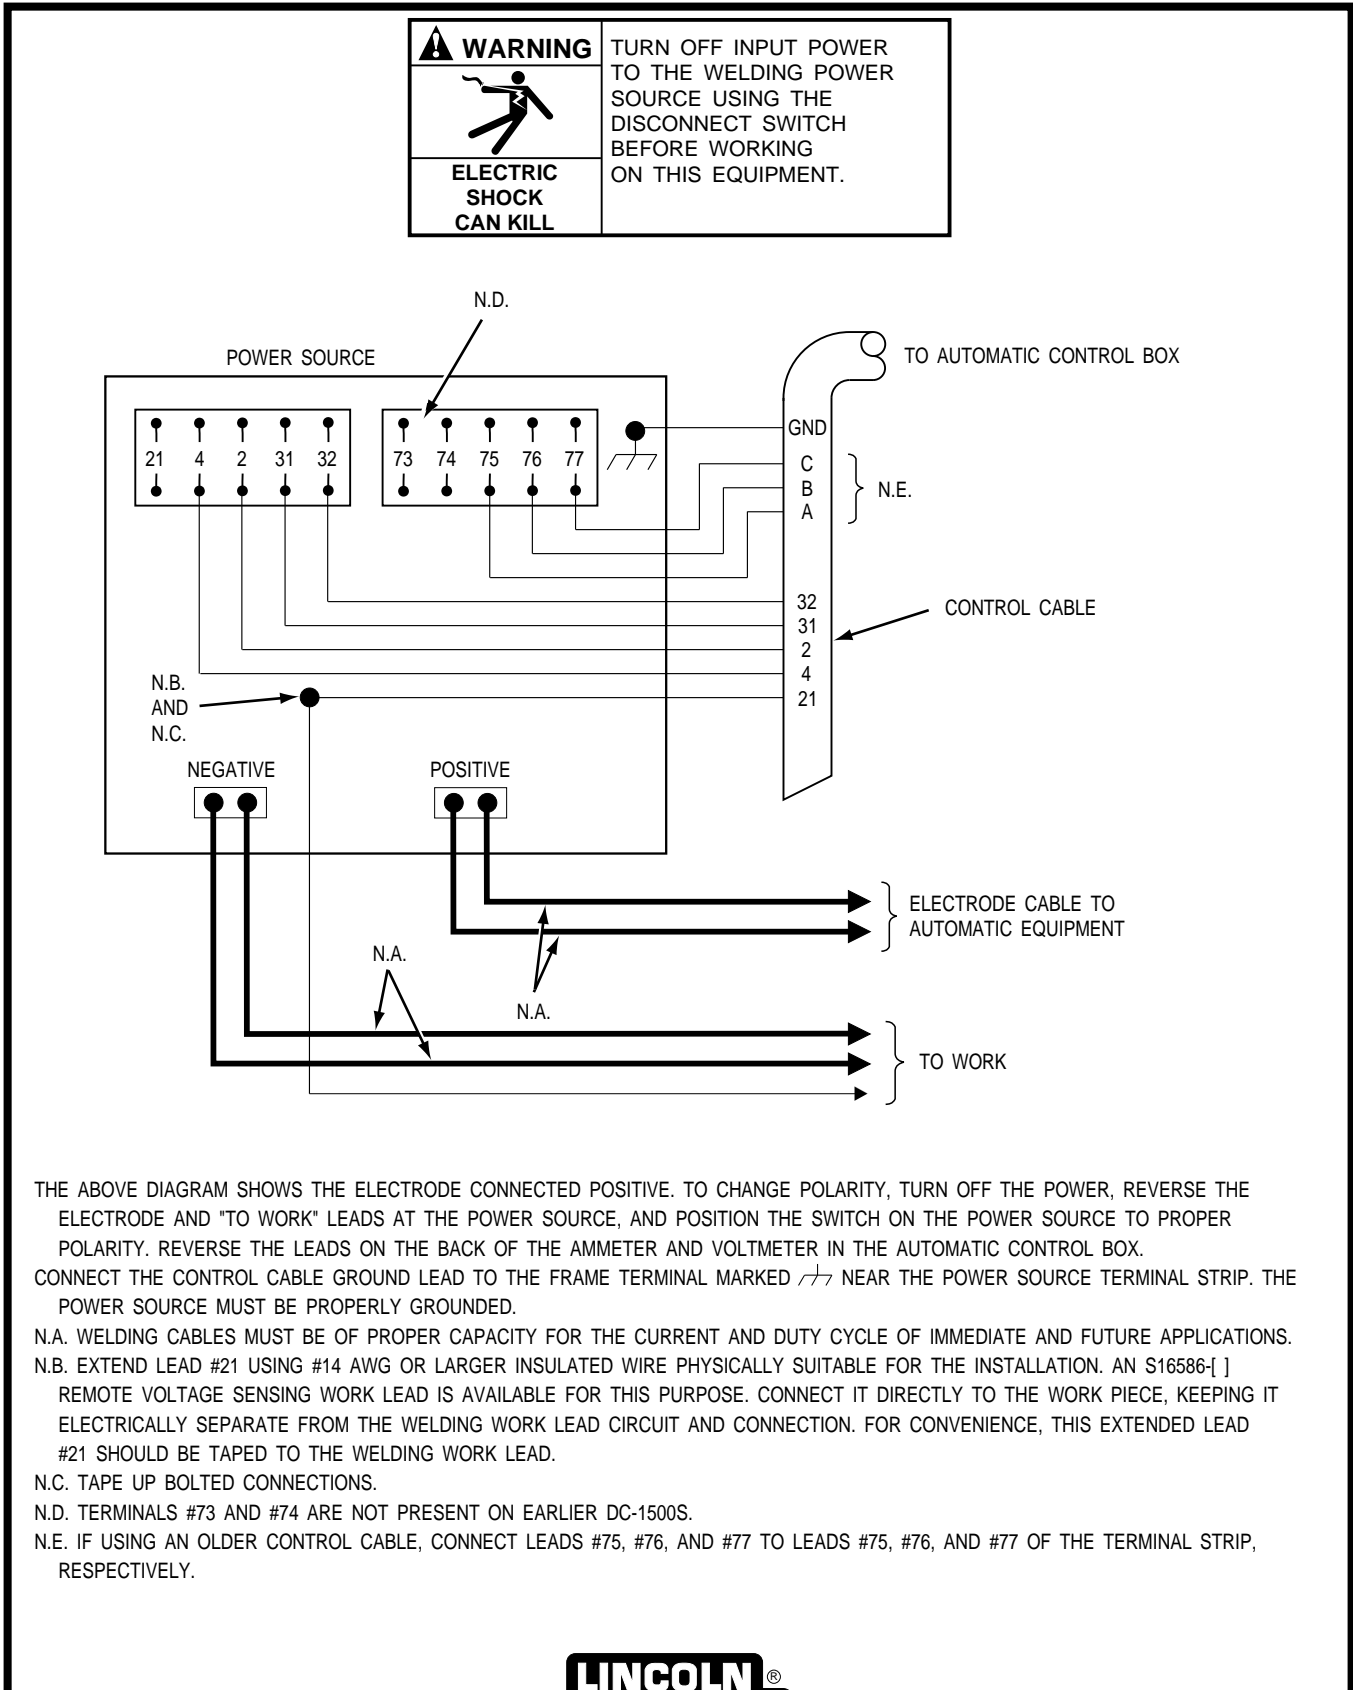 WARNING
ELECTRIC
SHOCK
CAN KILL
TURN OFF INPUT POWER
TO THE WELDING POWER
SOURCE USING THE
DISCONNECT SWITCH
BEFORE WORKING
ON THIS EQUIPMENT.
N.D.
POWER SOURCE
TO AUTOMATIC CONTROL BOX
21 4 2 31 32
73 74 75 76 77
GND
C
B
A
N.E.
32
31
2
4
21
CONTROL CABLE
N.B.
AND
N.C.
NEGATIVE
POSITIVE
ELECTRODE CABLE TO
AUTOMATIC EQUIPMENT
N.A.
N.A.
TO WORK
THE ABOVE DIAGRAM SHOWS THE ELECTRODE CONNECTED POSITIVE. TO CHANGE POLARITY, TURN OFF THE POWER, REVERSE THE
ELECTRODE AND "TO WORK" LEADS AT THE POWER SOURCE, AND POSITION THE SWITCH ON THE POWER SOURCE TO PROPER
POLARITY. REVERSE THE LEADS ON THE BACK OF THE AMMETER AND VOLTMETER IN THE AUTOMATIC CONTROL BOX.
CONNECT THE CONTROL CABLE GROUND LEAD TO THE FRAME TERMINAL MARKED NEAR THE POWER SOURCE TERMINAL STRIP. THE
POWER SOURCE MUST BE PROPERLY GROUNDED.
N.A. WELDING CABLES MUST BE OF PROPER CAPACITY FOR THE CURRENT AND DUTY CYCLE OF IMMEDIATE AND FUTURE APPLICATIONS.
N.B. EXTEND LEAD #21 USING #14 AWG OR LARGER INSULATED WIRE PHYSICALLY SUITABLE FOR THE INSTALLATION. AN S16586-[ ]
REMOTE VOLTAGE SENSING WORK LEAD IS AVAILABLE FOR THIS PURPOSE. CONNECT IT DIRECTLY TO THE WORK PIECE, KEEPING IT
ELECTRICALLY SEPARATE FROM THE WELDING WORK LEAD CIRCUIT AND CONNECTION. FOR CONVENIENCE, THIS EXTENDED LEAD
#21 SHOULD BE TAPED TO THE WELDING WORK LEAD.
N.C. TAPE UP BOLTED CONNECTIONS.
N.D. TERMINALS #73 AND #74 ARE NOT PRESENT ON EARLIER DC-1500S.
N.E. IF USING AN OLDER CONTROL CABLE, CONNECT LEADS #75, #76, AND #77 TO LEADS #75, #76, AND #77 OF THE TERMINAL STRIP,
RESPECTIVELY.
LINCOLN ®